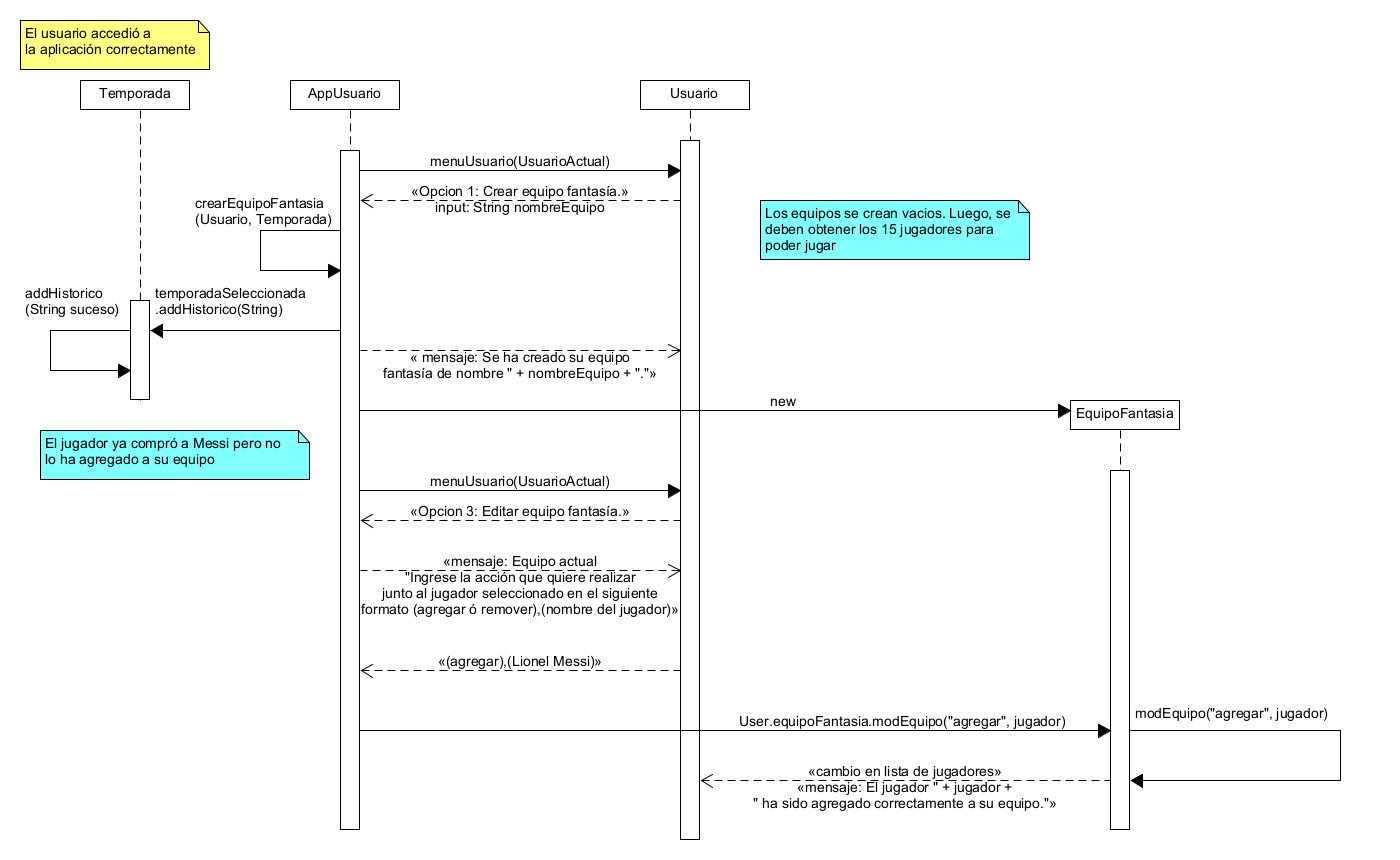 El usuario accedió a
la aplicación correctamente
Temporada
AppUsuario
Usuario
menuUsuario(UsuarioActual)
«Opcion 1: Crear equipo fantasía.»
input: String nombreEquipo
crearEquipoFantasia
(Usuario, Temporada)
Los equipos se crean vacios. Luego, se
deben obtener los 15 jugadores para
poder jugar
addHistorico
(String suceso)
temporadaSeleccionada
.addHistorico(String)
« mensaje: Se ha creado su equipo
fantasía de nombre " + nombreEquipo + "."»
new
EquipoFantasia
El jugador ya compró a Messi pero no
lo ha agregado a su equipo
menuUsuario(UsuarioActual)
«Opcion 3: Editar equipo fantasía.»
«mensaje: Equipo actual
"Ingrese la acción que quiere realizar
junto al jugador seleccionado en el siguiente
formato (agregar ó remover),(nombre del jugador)»
«(agregar),(Lionel Messi)»
User.equipoFantasia.modEquipo("agregar", jugador)
modEquipo("agregar", jugador)
«cambio en lista de jugadores»
«mensaje: El jugador " + jugador +
" ha sido agregado correctamente a su equipo."»